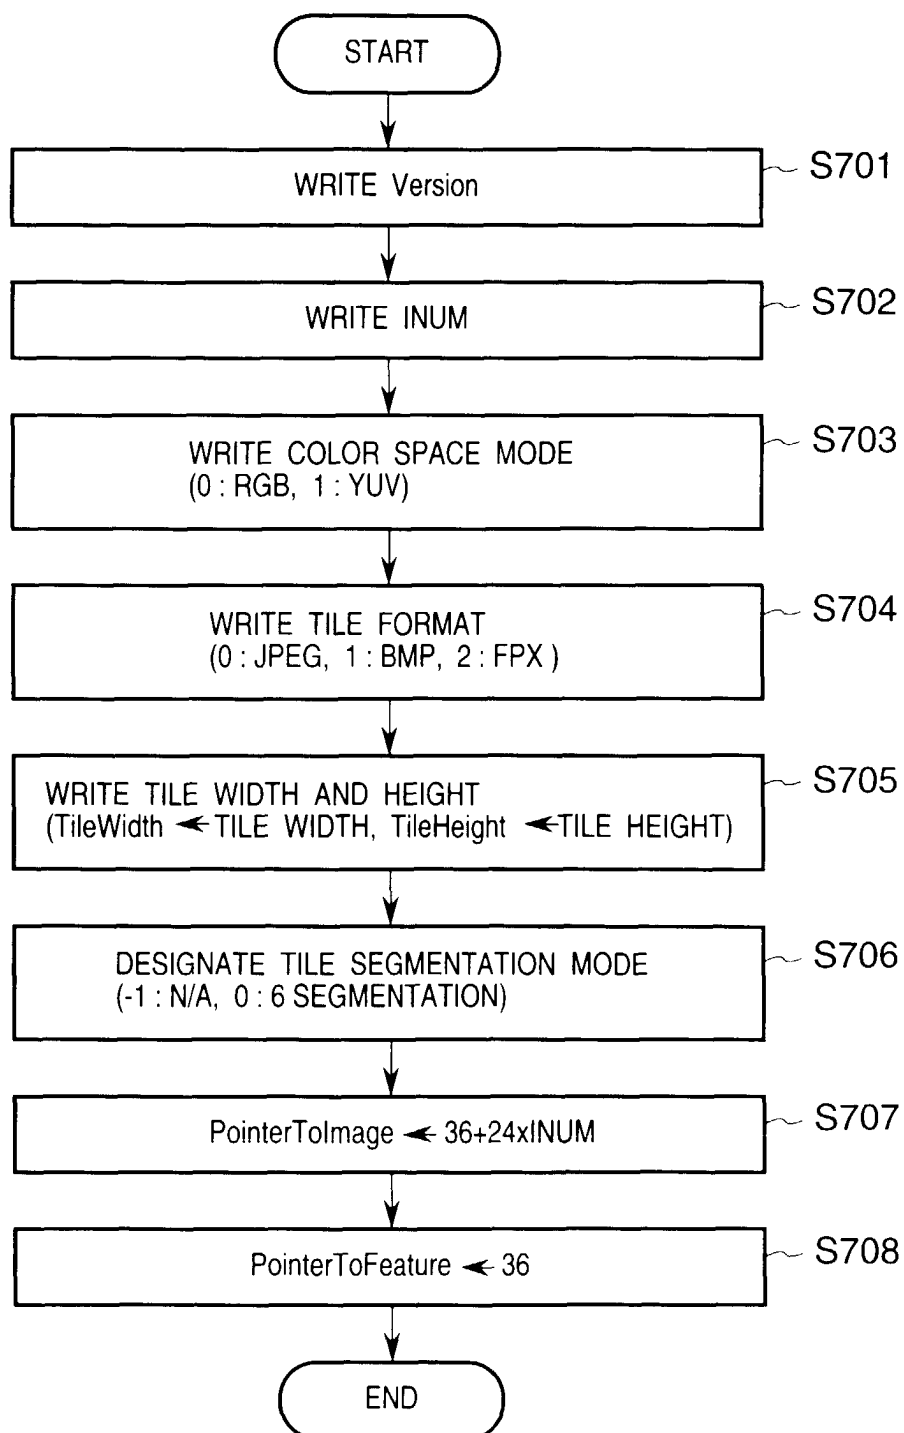 START
WRITE Version
S701
WRITE INUM
S702
WRITE COLOR SPACE MODE
(0 : RGB, 1 : YUV)
S703
WRITE TILE FORMAT
(0 : JPEG, 1 : BMP, 2 : FPX )
S704
WRITE TILE WIDTH AND HEIGHT
(TileWidth ← TILE WIDTH, TileHeight ← TILE HEIGHT)
S705
DESIGNATE TILE SEGMENTATION MODE
(-1 : N/A, 0 : 6 SEGMENTATION)
S706
PointerToImage ← 36+24xINUM
S707
PointerToFeature ← 36
S708
END